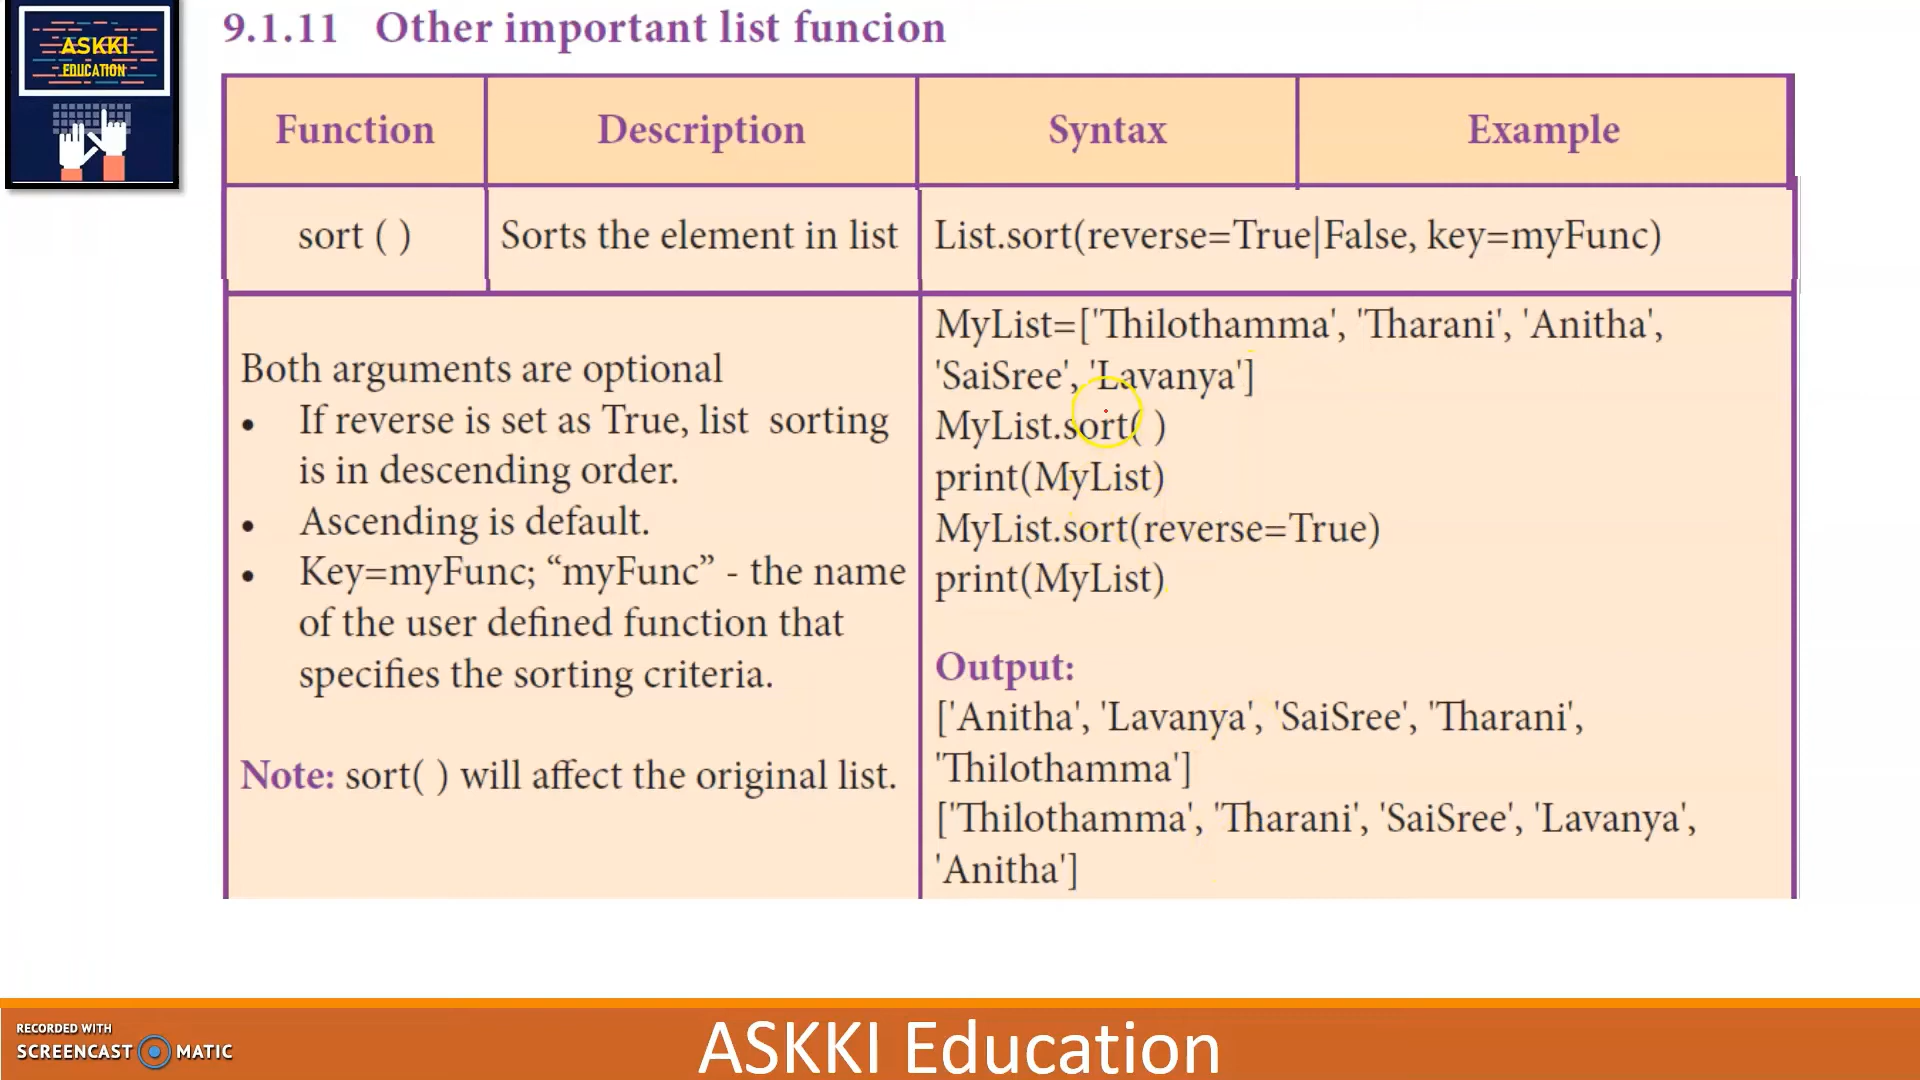 ASKKI
EDUCATION
9.1.11 Other important list funcion
Function Description Syntax Example
sort ( ) Sorts the element in list List.sort(reverse=True|False, key=myFunc)
Both arguments are optional
• If reverse is set as True, list sorting
is in descending order.
• Ascending is default.
• Key=myFunc; “myFunc” - the name
of the user defined function that
specifies the sorting criteria.
Note: sort( ) will affect the original list.
MyList=['Thilothamma', 'Tharani', 'Anitha',
'SaiSree', 'Lavanya']
MyList.sort( )
print(MyList)
MyList.sort(reverse=True)
print(MyList)
Output:
['Anitha', 'Lavanya', 'SaiSree', 'Tharani',
'Thilothamma']
['Thilothamma', 'Tharani', 'SaiSree', 'Lavanya',
'Anitha']
RECORDED WITH
SCREENCAST MATIC
ASKKI Education